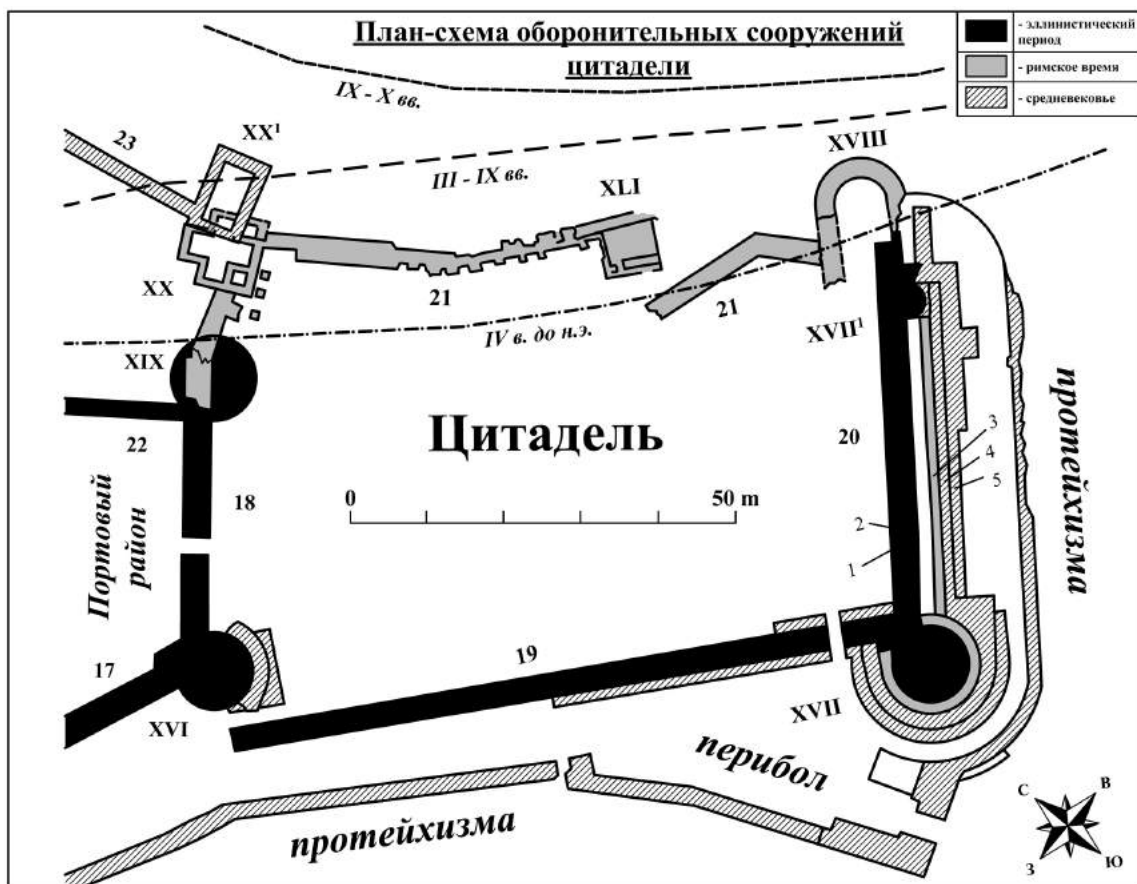 План-схема оборонительных сооружений
цитадели
- эллинистический
период
- римское время
- средневековье
IX - X вв.
XX¹
23
III - IX вв.
XVIII
XLI
XX
21
21
IV в. до н.э.
XVII¹
XIX
22
Цитадель
20
3
4
5
протейхизма
18
0
50 m
Портовый
район
2
1
17
19
XVI
XVII
перибол
протейхизма
С
В
З
Ю